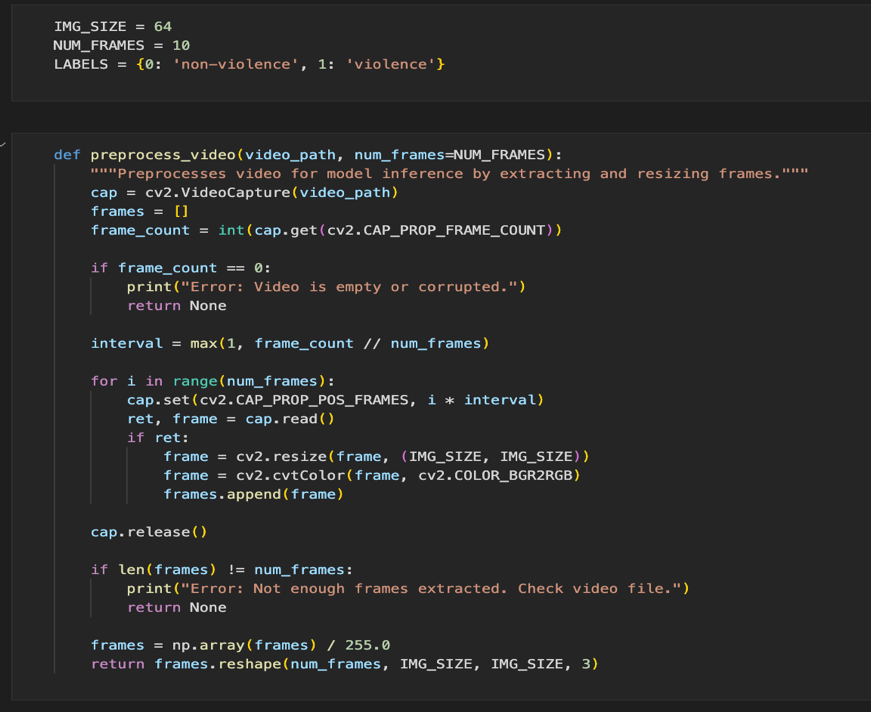 IMG_SIZE = 64
NUM_FRAMES = 10
LABELS = {0: 'non-violence', 1: 'violence'}
def preprocess_video(video_path, num_frames=NUM_FRAMES):
    """Preprocesses video for model inference by extracting and resizing frames."""
    cap = cv2.VideoCapture(video_path)
    frames = []
    frame_count = int(cap.get(cv2.CAP_PROP_FRAME_COUNT))
    if frame_count == 0:
        print("Error: Video is empty or corrupted.")
        return None
    interval = max(1, frame_count // num_frames)
    for i in range(num_frames):
        cap.set(cv2.CAP_PROP_POS_FRAMES, i * interval)
        ret, frame = cap.read()
        if ret:
            frame = cv2.resize(frame, (IMG_SIZE, IMG_SIZE))
            frame = cv2.cvtColor(frame, cv2.COLOR_BGR2RGB)
            frames.append(frame)
    cap.release()
    if len(frames) != num_frames:
        print("Error: Not enough frames extracted. Check video file.")
        return None
    frames = np.array(frames) / 255.0
    return frames.reshape(num_frames, IMG_SIZE, IMG_SIZE, 3)